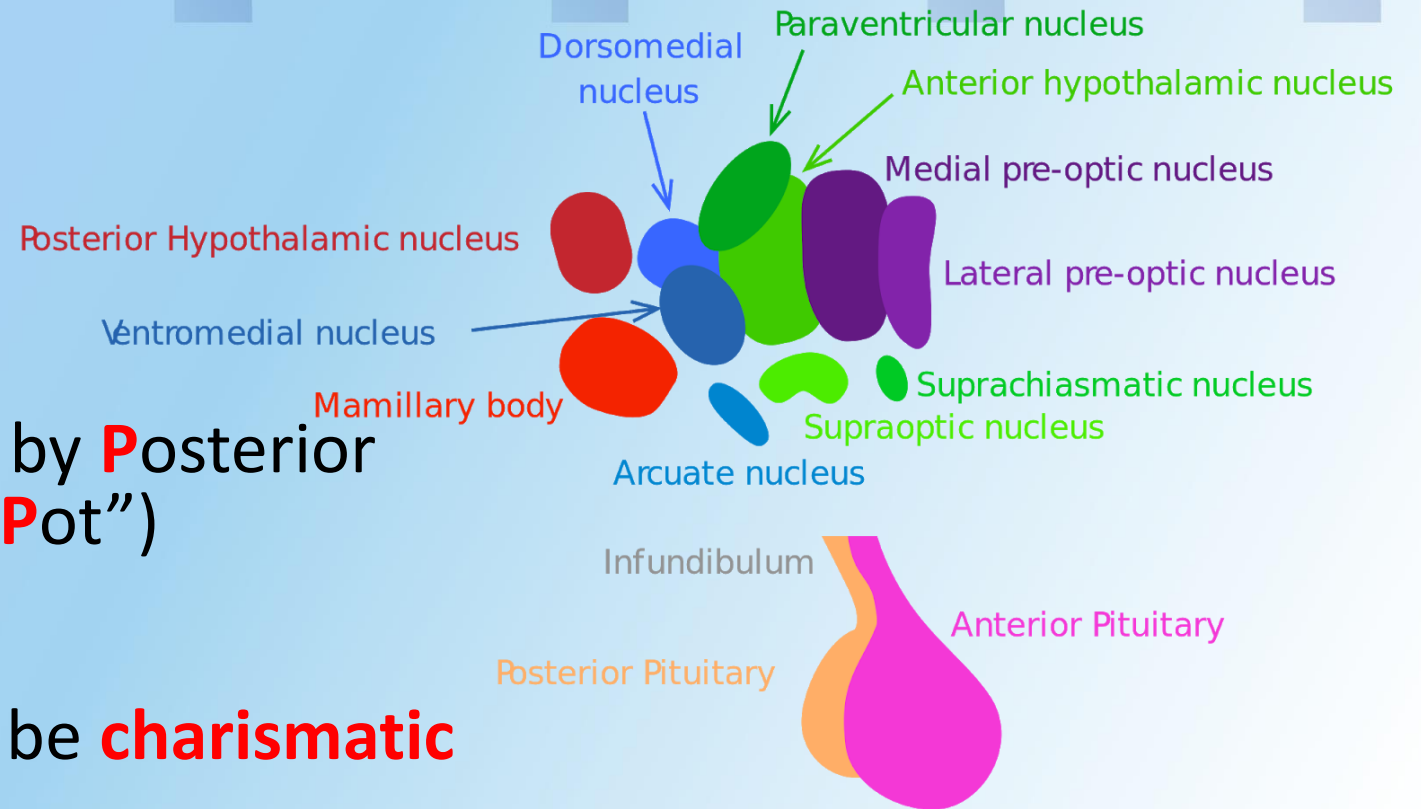 Paraventricular nucleus
Dorsomedial
nucleus
Anterior hypothalamic nucleus
Medial pre-optic nucleus
Posterior Hypothalamic nucleus
Lateral pre-optic nucleus
Ventromedial nucleus
Mamillary body
Suprachiasmatic nucleus
Supraoptic nucleus
by Posterior
Arcuate nucleus
Pot”)
Infundibulum
Anterior Pituitary
Posterior Pituitary
be charismatic